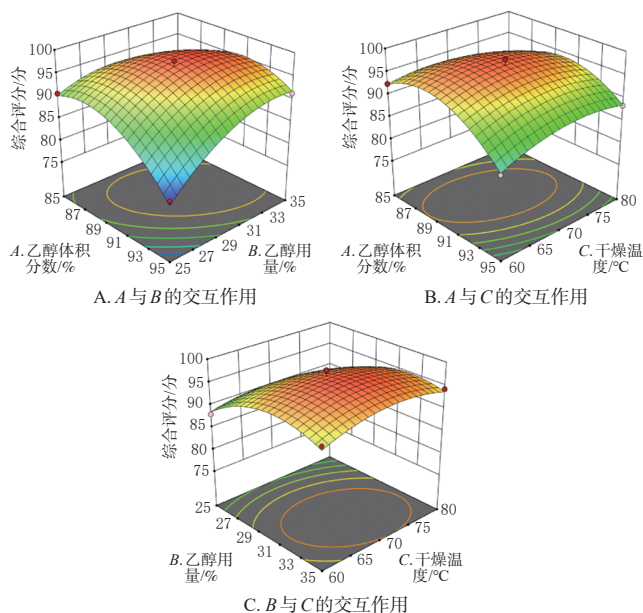 100
95
90
85
80
75
综合评分/分
85
87
89
91
93
95
A.乙醇体积
分数/%
25
27
29
31
33
35
B.乙醇用
量/%
A. A与B的交互作用
100
95
90
85
80
75
综合评分/分
85
87
89
91
93
95
A.乙醇体积
分数/%
60
65
70
75
80
C.干燥温
度/℃
B. A与C的交互作用
100
95
90
85
80
75
综合评分/分
25
27
29
31
33
35
B.乙醇用
量/%
60
65
70
75
80
C.干燥温
度/℃
C. B与C的交互作用